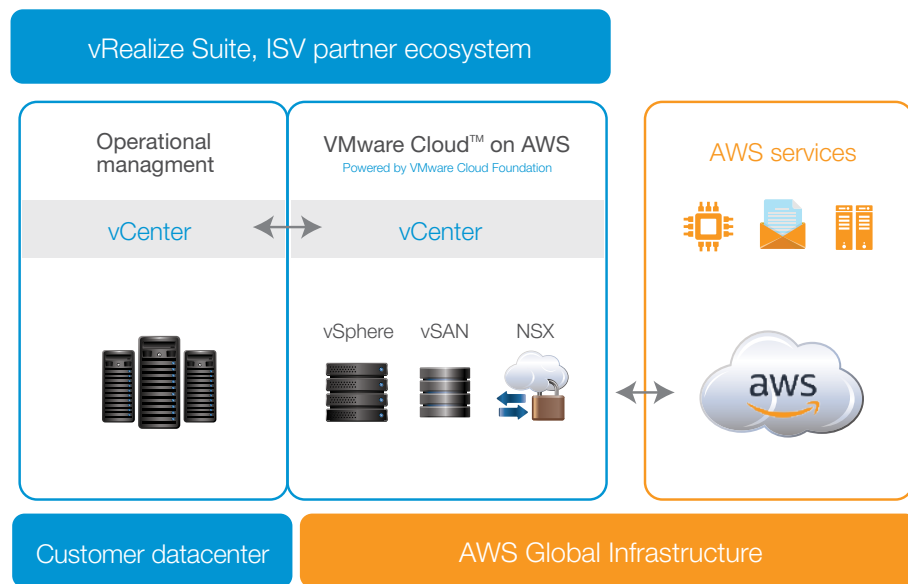 vRealize Suite, ISV partner ecosystem
Operational
managment
VMware Cloud™ on AWS
Powered by VMware Cloud Foundation
AWS services
vCenter
vCenter
vSphere
vSAN
NSX
aws
Customer datacenter
AWS Global Infrastructure